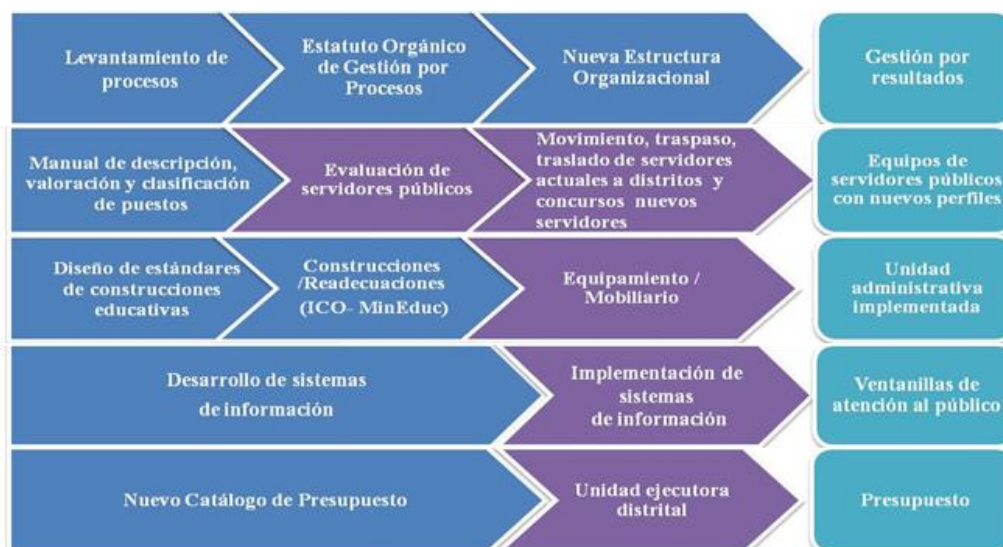 Levantamiento de
procesos
Estatuto Orgánico
de Gestión por
Procesos
Nueva Estructura
Organizacional
Gestión por
resultados
Manual de descripción,
valoración y clasificación
de puestos
Evaluación de
servidores públicos
Movimiento, traspaso,
traslado de servidores
actuales a distritos y
concursos nuevos
servidores
Equipos de
servidores públicos
con nuevos perfiles
Diseño de estándares
de construcciones
educativas
Construcciones
/Readecuaciones
(ICO- MinEduc)
Equipamiento /
Mobiliario
Unidad
administrativa
implementada
Desarrollo de sistemas
de información
Implementación de
sistemas
de información
Ventanillas de
atención al público
Nuevo Catálogo de Presupuesto
Unidad ejecutora
distrital
Presupuesto